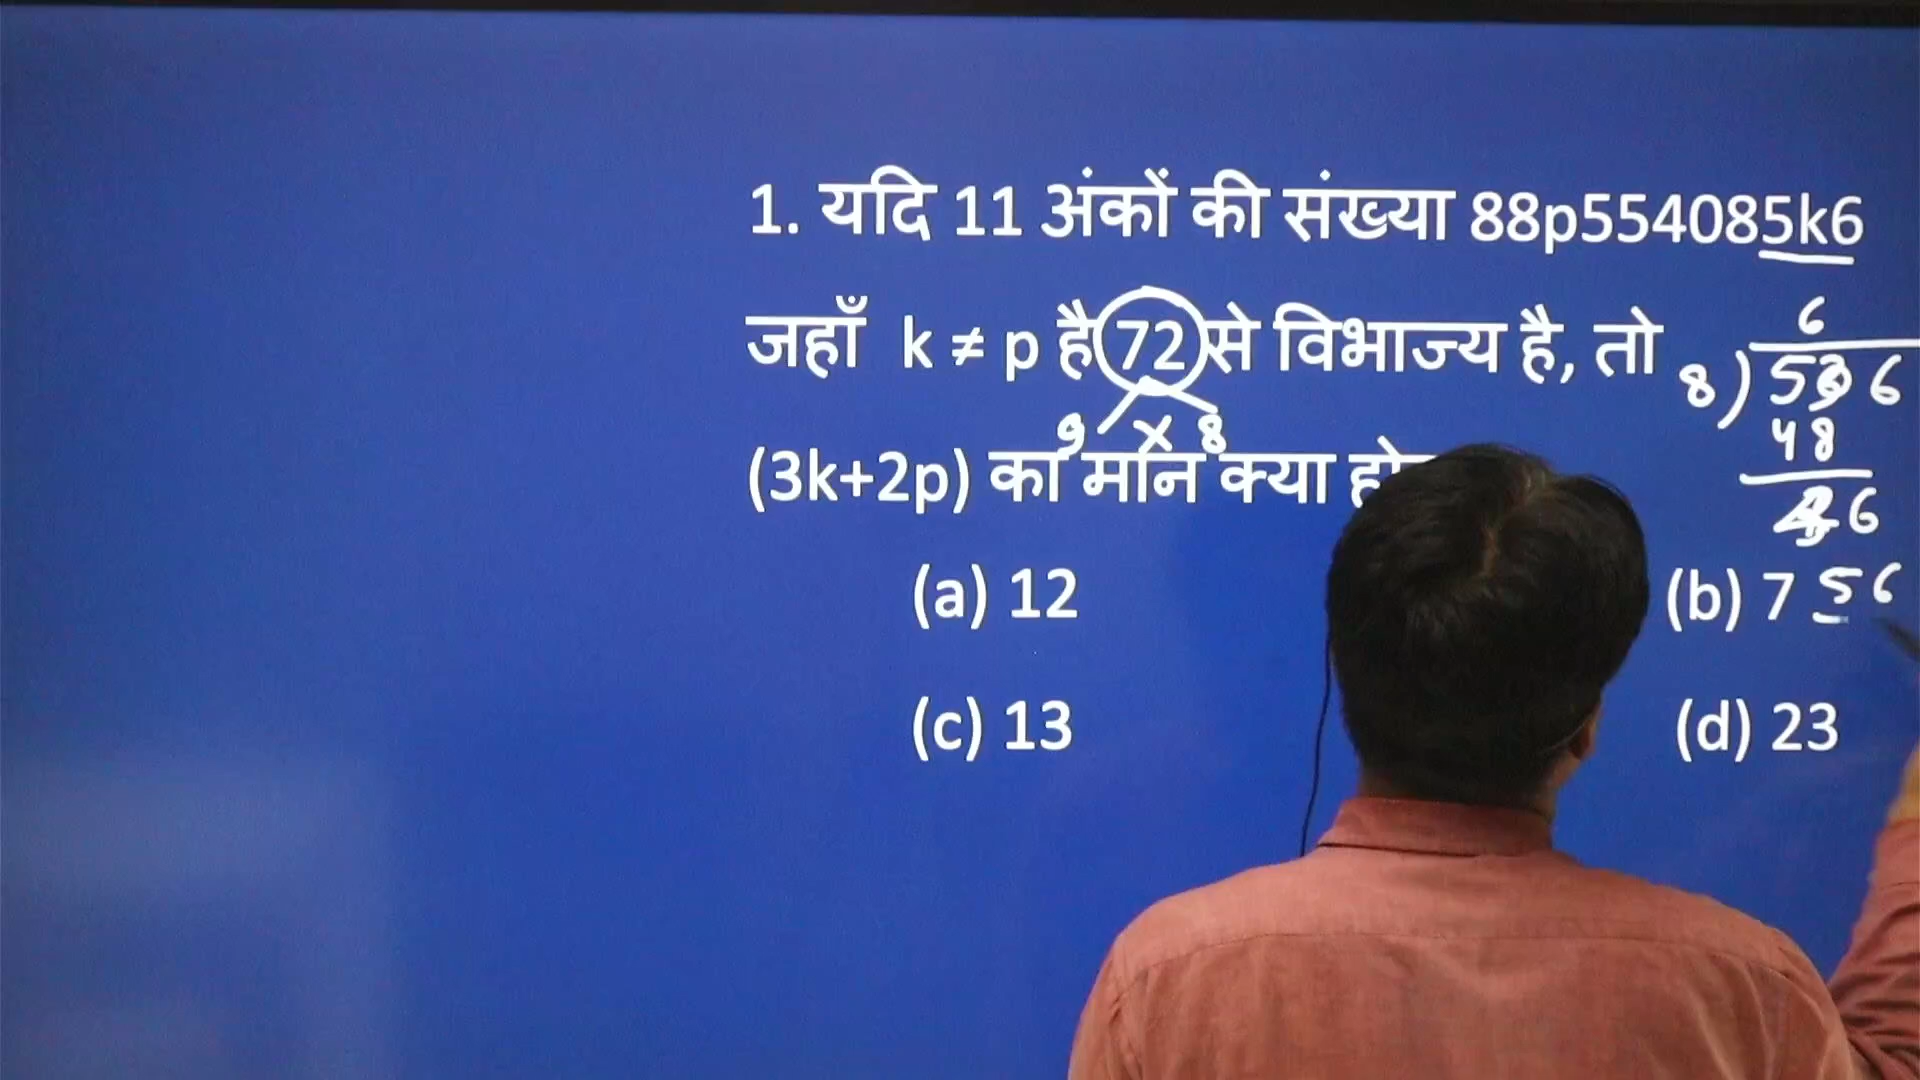 1. यदि 11 अंकों की संख्या 88p554085k6
जहाँ k ≠ p है 72 से विभाज्य है, तो
9 × 8
(3k+2p) का मान क्या
(a) 12
(b) 7
(c) 13
(d) 23
6
8) 5 6
48
6
56